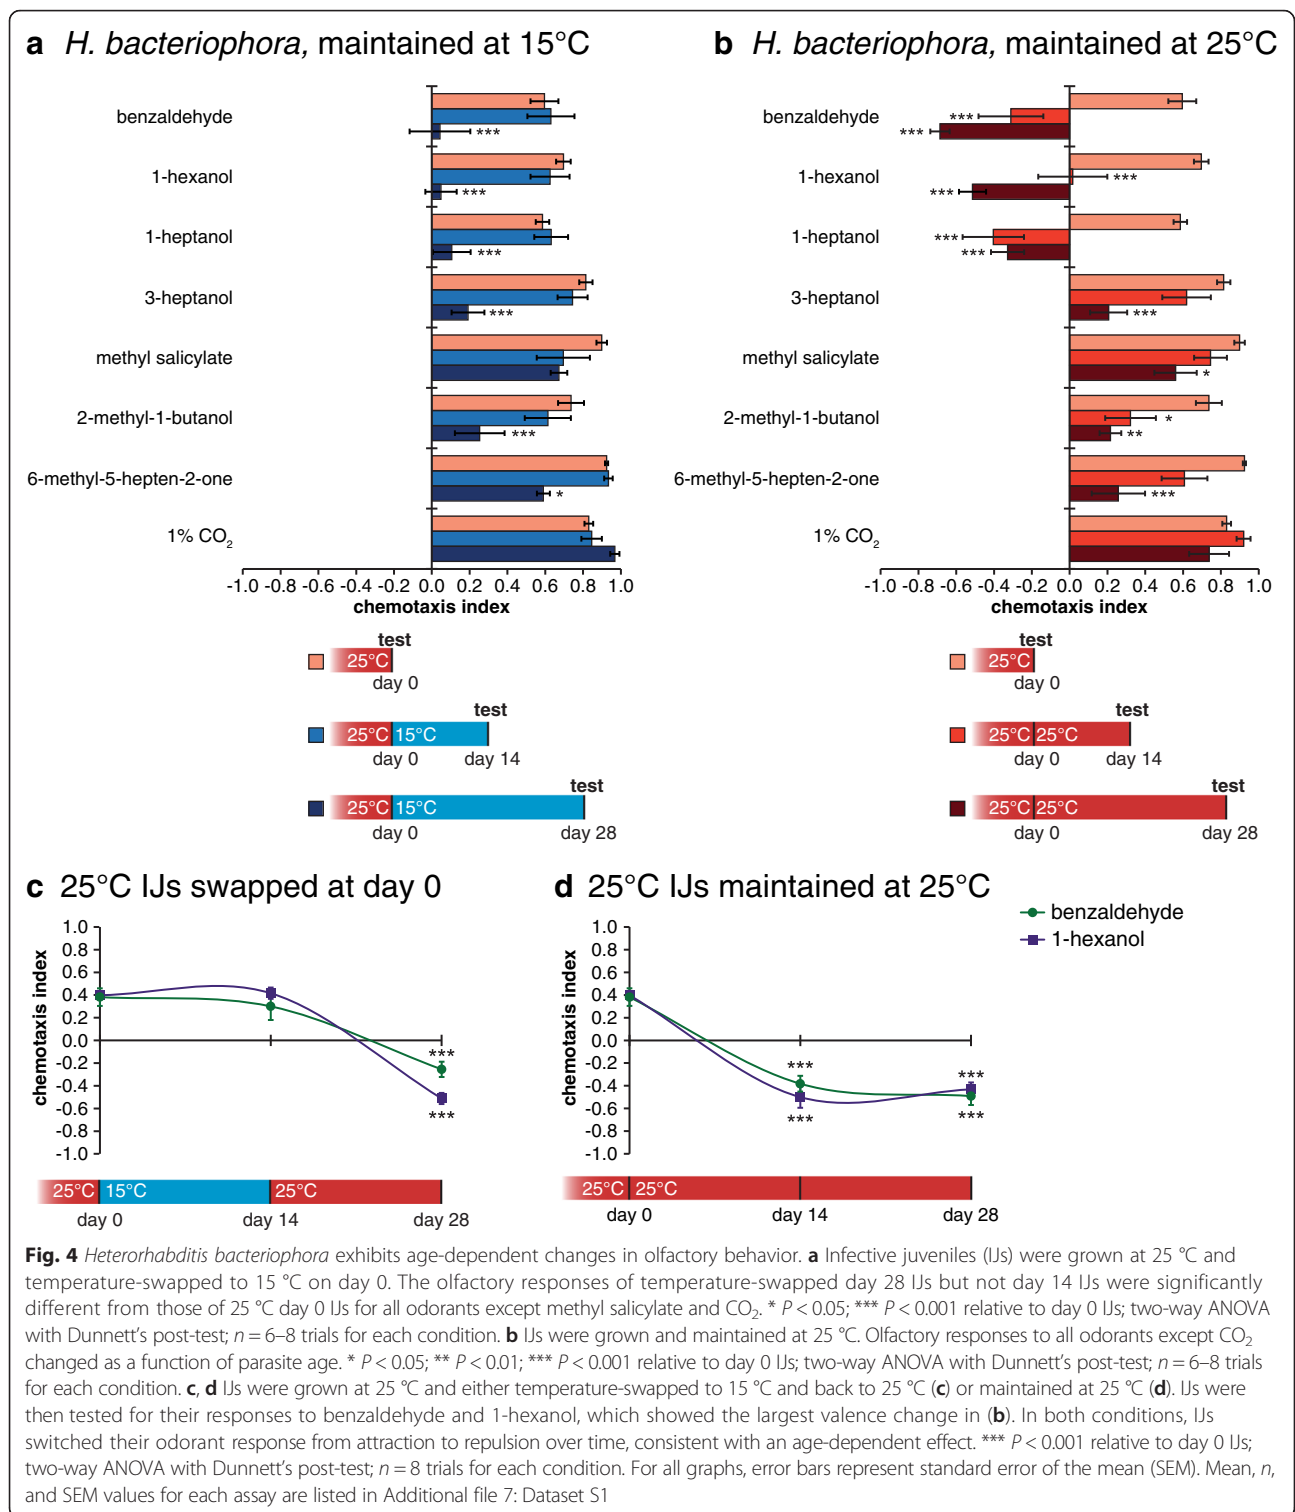 a H. bacteriophora, maintained at 15°C
benzaldehyde
***
1-hexanol
***
1-heptanol
***
3-heptanol
***
methyl salicylate
2-methyl-1-butanol
***
6-methyl-5-hepten-2-one
*
1% CO2
-1.0 -0.8 -0.6 -0.4 -0.2 0.0 0.2 0.4 0.6 0.8 1.0
chemotaxis index
test
25°C
day 0
test
25°C 15°C
day 0 day 14
test
25°C 15°C
day 0 day 28
b H. bacteriophora, maintained at 25°C
benzaldehyde
***
***
1-hexanol
***
***
1-heptanol
***
***
3-heptanol
***
methyl salicylate
*
2-methyl-1-butanol
*
**
6-methyl-5-hepten-2-one
***
1% CO2
-1.0 -0.8 -0.6 -0.4 -0.2 0.0 0.2 0.4 0.6 0.8 1.0
chemotaxis index
test
25°C
day 0
test
25°C 25°C
day 0 day 14
test
25°C 25°C
day 0 day 28
c 25°C IJs swapped at day 0
chemotaxis index
1.0
0.8
0.6
0.4
0.2
0.0
-0.2
-0.4
-0.6
-0.8
-1.0
***
***
25°C 15°C 25°C
day 0 day 14 day 28
d 25°C IJs maintained at 25°C
chemotaxis index
1.0
0.8
0.6
0.4
0.2
0.0
-0.2
-0.4
-0.6
-0.8
-1.0
***
***
***
***
25°C 25°C
day 0 day 14 day 28
benzaldehyde
1-hexanol
Fig. 4 Heterorhabditis bacteriophora exhibits age-dependent changes in olfactory behavior. a Infective juveniles (IJs) were grown at 25 °C and
temperature-swapped to 15 °C on day 0. The olfactory responses of temperature-swapped day 28 IJs but not day 14 IJs were significantly
different from those of 25 °C day 0 IJs for all odorants except methyl salicylate and CO2. * P < 0.05; *** P < 0.001 relative to day 0 IJs; two-way ANOVA
with Dunnett's post-test; n = 6–8 trials for each condition. b IJs were grown and maintained at 25 °C. Olfactory responses to all odorants except CO2
changed as a function of parasite age. * P < 0.05; ** P < 0.01; *** P < 0.001 relative to day 0 IJs; two-way ANOVA with Dunnett's post-test; n = 6–8 trials
for each condition. c, d IJs were grown at 25 °C and either temperature-swapped to 15 °C and back to 25 °C (c) or maintained at 25 °C (d). IJs were
then tested for their responses to benzaldehyde and 1-hexanol, which showed the largest valence change in (b). In both conditions, IJs
switched their odorant response from attraction to repulsion over time, consistent with an age-dependent effect. *** P < 0.001 relative to day 0 IJs;
two-way ANOVA with Dunnett's post-test; n = 8 trials for each condition. For all graphs, error bars represent standard error of the mean (SEM). Mean, n,
and SEM values for each assay are listed in Additional file 7: Dataset S1